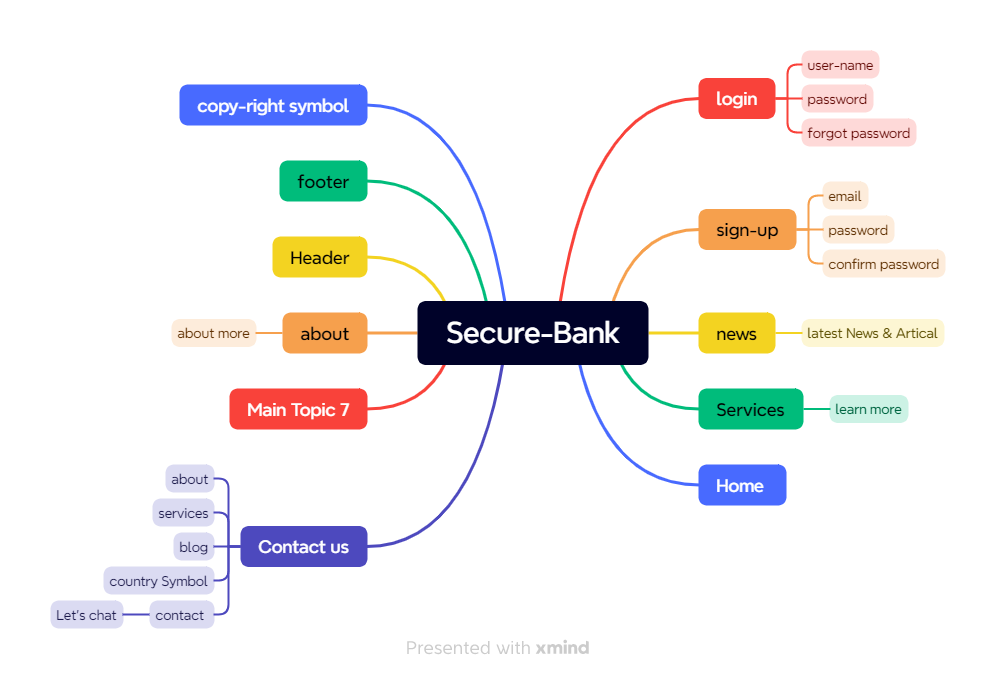 Secure-Bank
login
user-name
password
forgot password
sign-up
email
password
confirm password
news
latest News & Artical
Services
learn more
Home
copy-right symbol
footer
Header
about
about more
Main Topic 7
Contact us
about
services
blog
country Symbol
contact
Let's chat
Presented with xmind